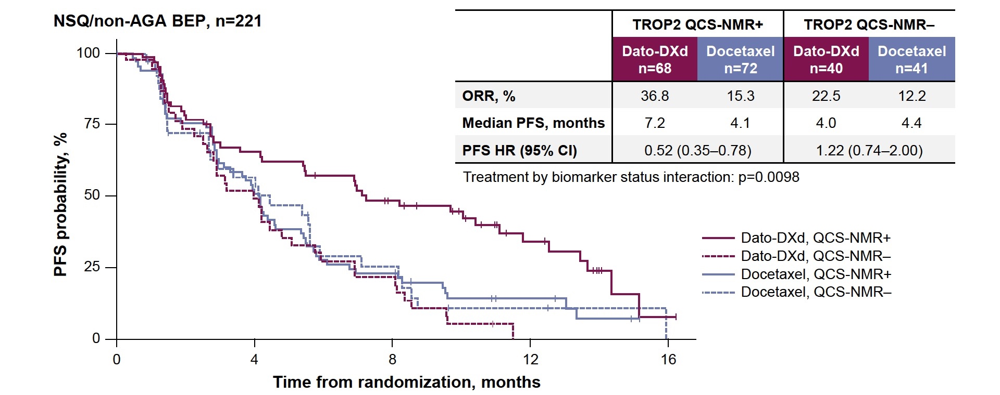 NSQ/non-AGA BEP, n=221
TROP2 QCS-NMR+ TROP2 QCS-NMR–
Dato-DXd n=68 Docetaxel n=72 Dato-DXd n=40 Docetaxel n=41
ORR, % 36.8 15.3 22.5 12.2
Median PFS, months 7.2 4.1 4.0 4.4
PFS HR (95% CI) 0.52 (0.35–0.78) 1.22 (0.74–2.00)
Treatment by biomarker status interaction: p=0.0098
PFS probability, %
100
75
50
25
0
Dato-DXd, QCS-NMR+
Dato-DXd, QCS-NMR–
Docetaxel, QCS-NMR+
Docetaxel, QCS-NMR–
0 4 8 12 16
Time from randomization, months